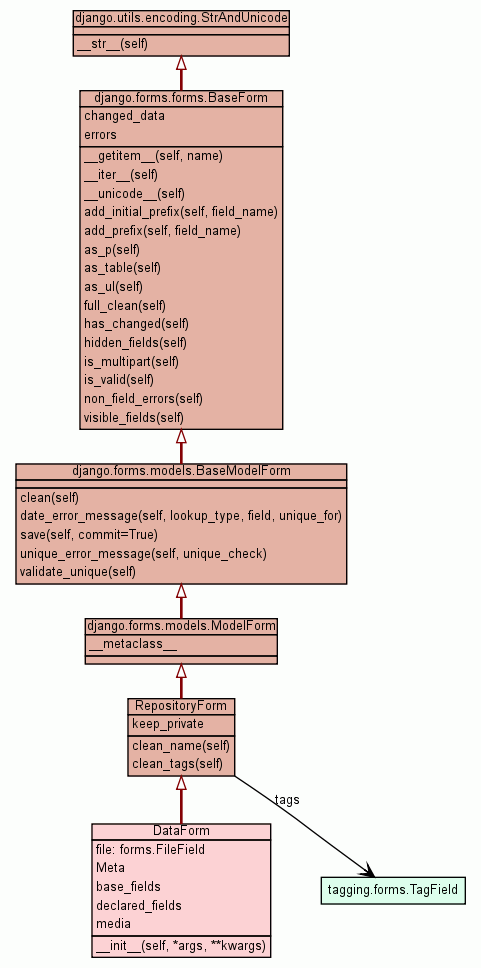 django.utils.encoding.StrAndUnicode
__str__(self)
django.forms.forms.BaseForm
changed_data
errors
__getitem__(self, name)
__iter__(self)
__unicode__(self)
add_initial_prefix(self, field_name)
add_prefix(self, field_name)
as_p(self)
as_table(self)
as_ul(self)
full_clean(self)
has_changed(self)
hidden_fields(self)
is_multipart(self)
is_valid(self)
non_field_errors(self)
visible_fields(self)
django.forms.models.BaseModelForm
clean(self)
date_error_message(self, lookup_type, field, unique_for)
save(self, commit=True)
unique_error_message(self, unique_check)
validate_unique(self)
django.forms.models.ModelForm
__metaclass__
RepositoryForm
keep_private
clean_name(self)
clean_tags(self)
tags
DataForm
file: forms.FileField
Meta
base_fields
declared_fields
media
__init__(self, *args, **kwargs)
tagging.forms.TagField